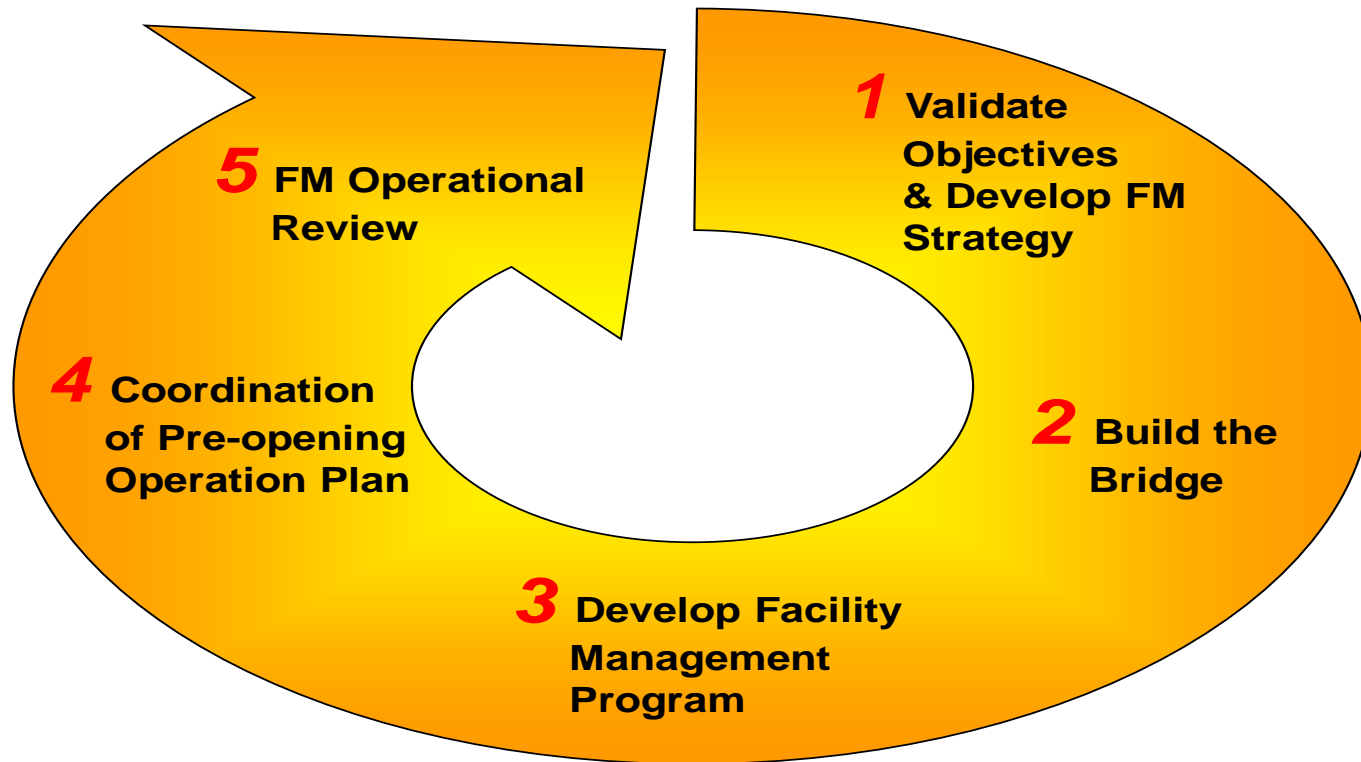 1 Validate
Objectives
& Develop FM
Strategy
2 Build the
Bridge
3 Develop Facility
Management
Program
4 Coordination
of Pre-opening
Operation Plan
5 FM Operational
Review